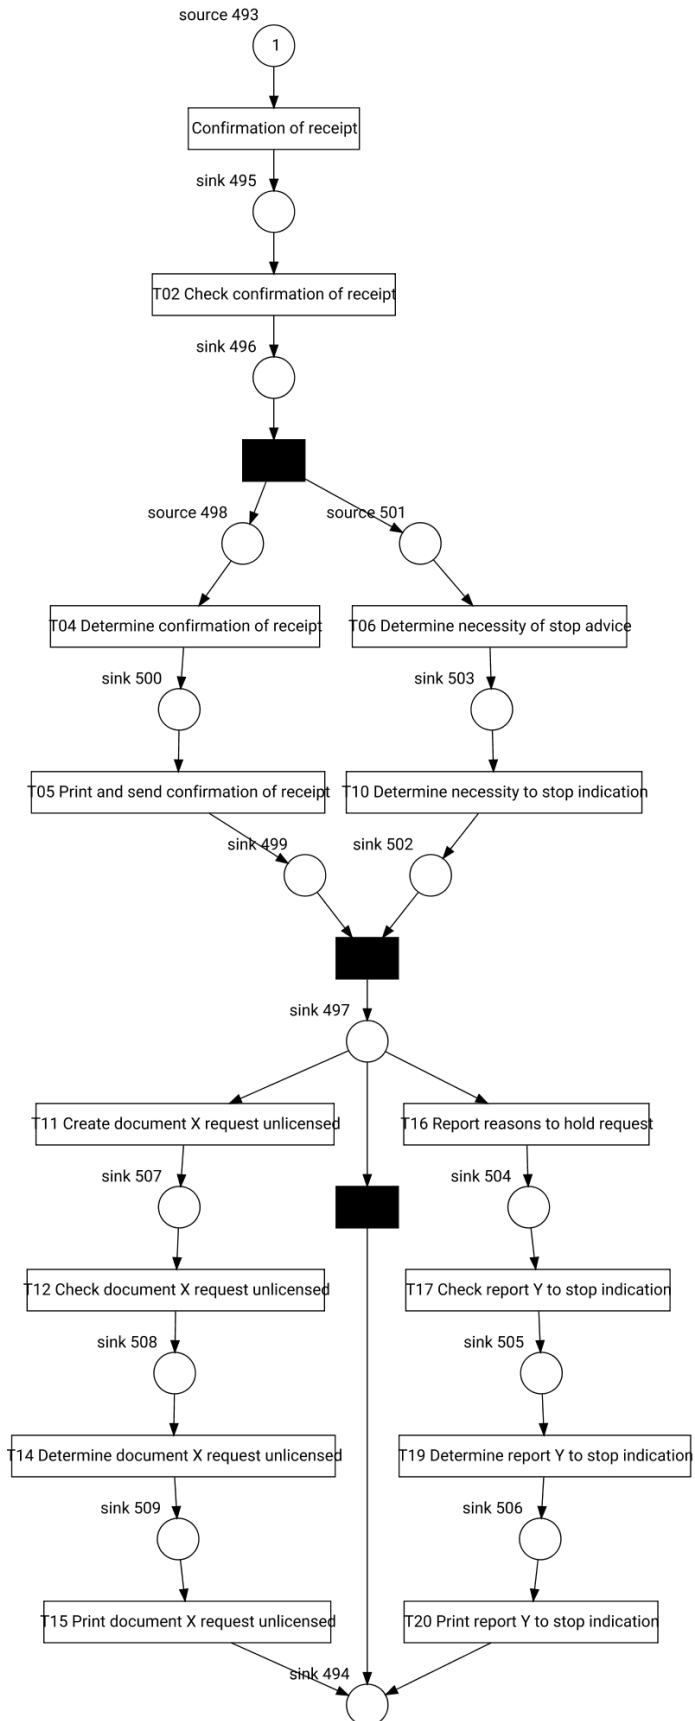 source 493
1
Confirmation of receipt
sink 495
T02 Check confirmation of receipt
sink 496
source 498
source 501
T04 Determine confirmation of receipt
T06 Determine necessity of stop advice
sink 500
sink 503
T05 Print and send confirmation of receipt
T10 Determine necessity to stop indication
sink 499
sink 502
sink 497
T11 Create document X request unlicensed
T16 Report reasons to hold request
sink 507
sink 504
T12 Check document X request unlicensed
T17 Check report Y to stop indication
sink 508
sink 505
T14 Determine document X request unlicensed
T19 Determine report Y to stop indication
sink 509
sink 506
T15 Print document X request unlicensed
T20 Print report Y to stop indication
sink 494